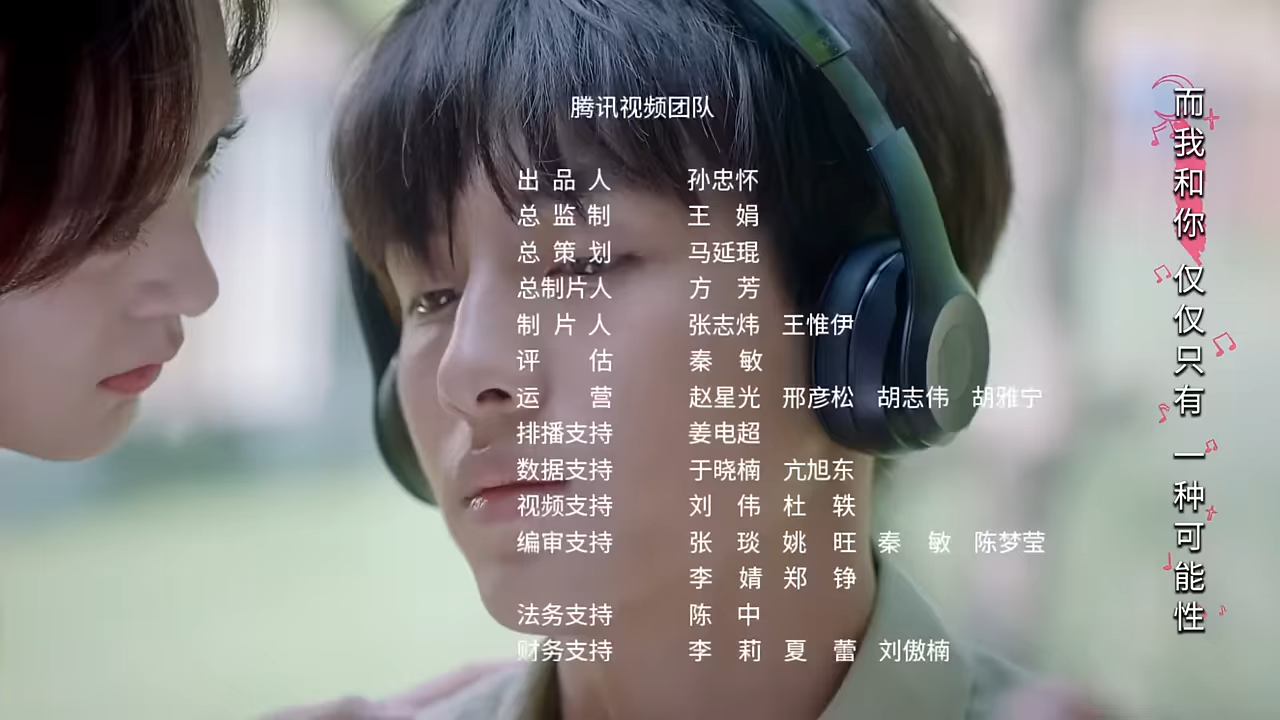 腾讯视频团队
出品人 孙忠怀
总监制 王娟
总策划 马延琨
总制片人 方芳
制片人 张志炜 王惟伊
评估 秦敏
运营 赵星光 邢彦松 胡志伟 胡雅宁
排播支持 姜电超
数据支持 于晓楠 亢旭东
视频支持 刘伟 杜轶
编审支持 张琰 姚旺 秦敏 陈梦莹
李婧 郑铮
法务支持 陈中
财务支持 李莉 夏蕾 刘傲楠
而我和你 仅仅只有 一种可能性